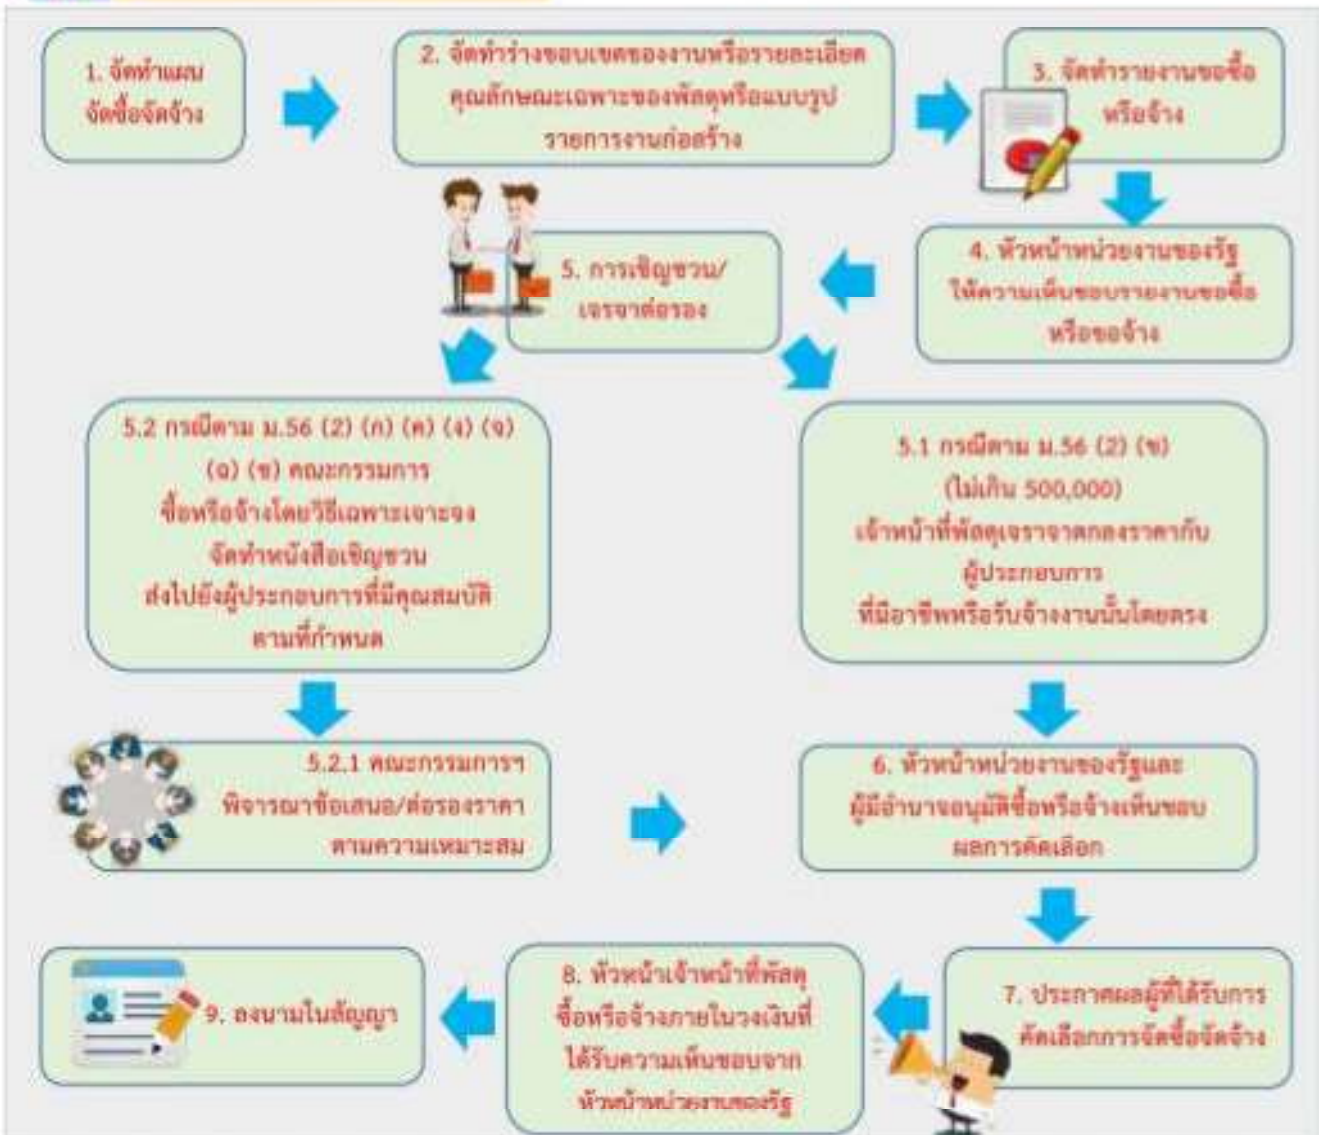 1. จัดทำแผน
จัดซื้อจัดจ้าง
2. จัดทำร่างขอบเขตของงานหรือรายละเอียด
คุณลักษณะเฉพาะของพัสดุหรือแบบรูป
รายการงานก่อสร้าง
3. จัดทำรายงานขอซื้อ
หรือจ้าง
4. หัวหน้าหน่วยงานของรัฐ
ให้ความเห็นชอบรายงานขอซื้อ
หรือขอจ้าง
5. การเชิญชวน/
เจรจาต่อรอง
5.2 กรณีตาม ม.56 (2) (ก) (ค) (ง) (จ)
(ฉ) (ช) คณะกรรมการ
ซื้อหรือจ้างโดยวิธีเฉพาะเจาะจง
จัดทำหนังสือเชิญชวน
ส่งไปยังผู้ประกอบการที่มีคุณสมบัติ
ตามที่กำหนด
5.1 กรณีตาม ม.56 (2) (ข)
(ไม่เกิน 500,000)
เจ้าหน้าที่พัสดุเจราจาตกลงราคากับ
ผู้ประกอบการ
ที่มีอาชีพหรือรับจ้างงานนั้นโดยตรง
5.2.1 คณะกรรมการฯ
พิจารณาข้อเสนอ/ต่อรองราคา
ตามความเหมาะสม
6. หัวหน้าหน่วยงานของรัฐและ
ผู้มีอำนาจอนุมัติซื้อหรือจ้างเห็นชอบ
ผลการคัดเลือก
7. ประกาศผลผู้ที่ได้รับการ
คัดเลือกการจัดซื้อจัดจ้าง
8. หัวหน้าเจ้าหน้าที่พัสดุ
ซื้อหรือจ้างภายในวงเงินที่
ได้รับความเห็นชอบจาก
หัวหน้าหน่วยงานของรัฐ
9. ลงนามในสัญญา